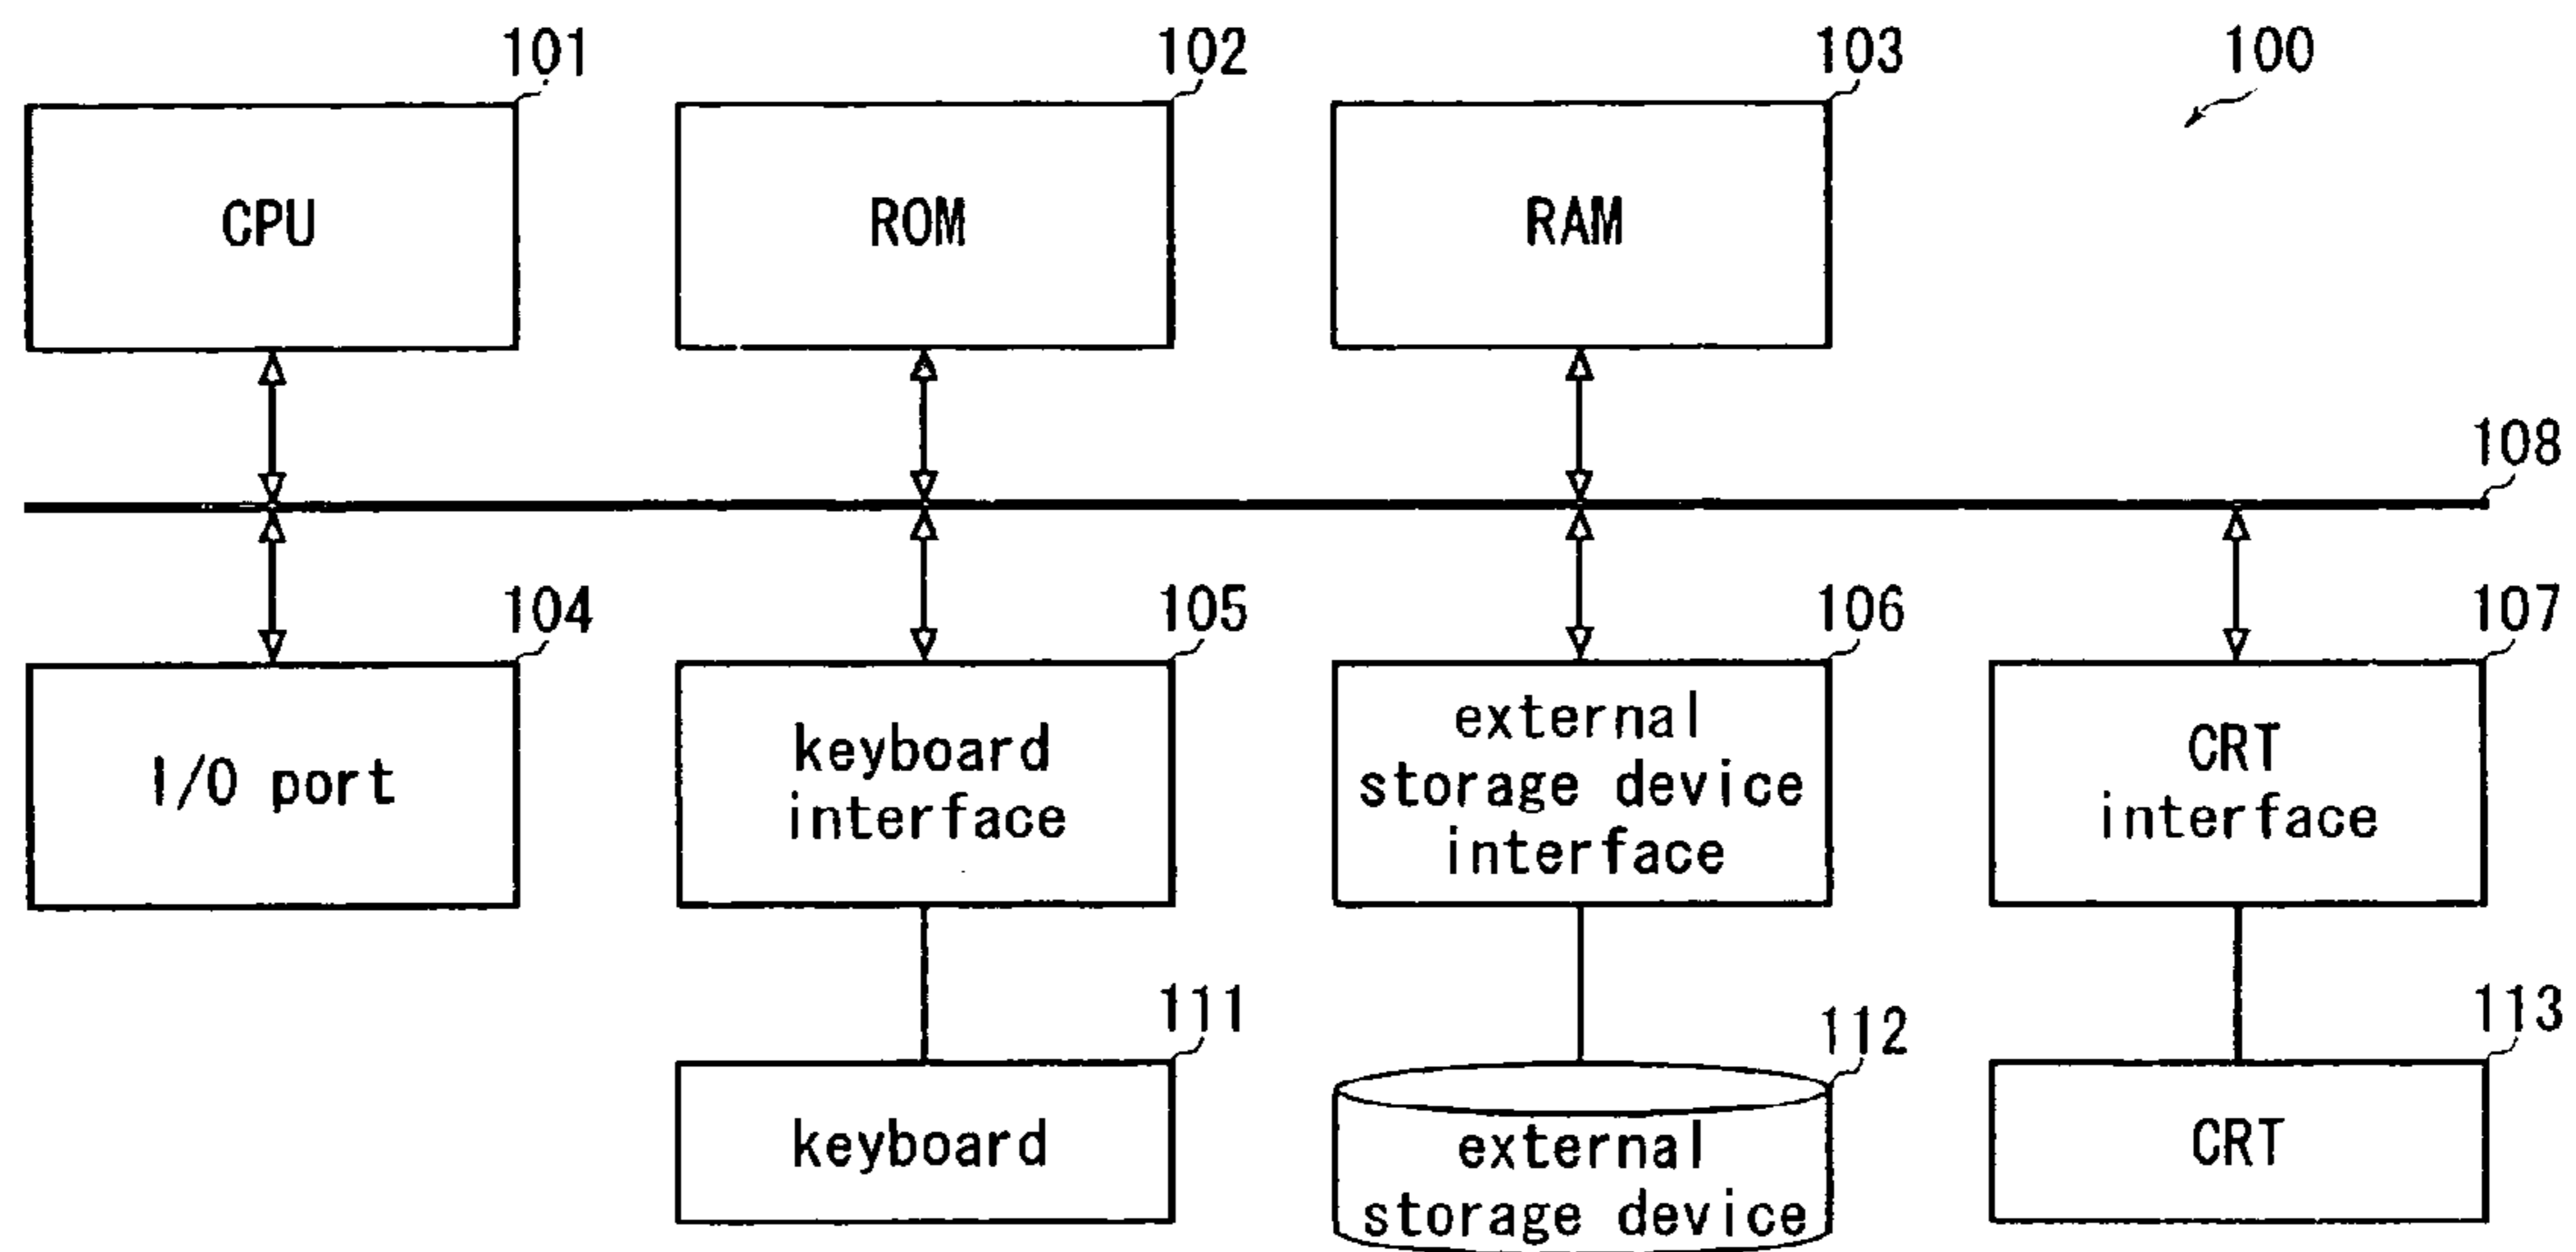 101
102
103
100
CPU
ROM
RAM
108
104
105
106
107
I/O port
keyboard
interface
external
storage device
interface
CRT
interface
111
112
113
keyboard
external
storage device
CRT